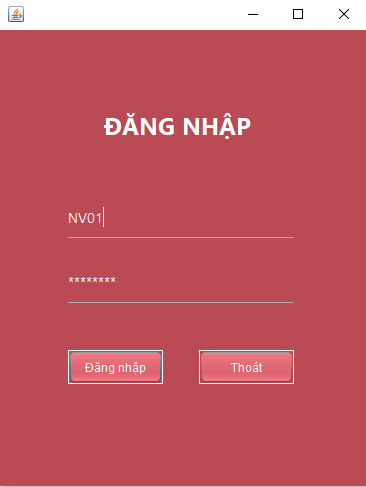 ĐĂNG NHẬP
NV01
********
Đăng nhập
Thoát